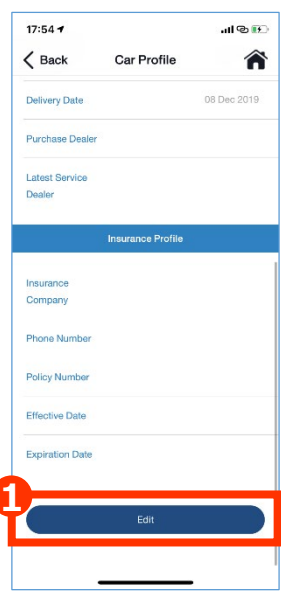 17:54
Back Car Profile
Delivery Date 08 Dec 2019
Purchase Dealer
Latest Service
Dealer
Insurance Profile
Insurance
Company
Phone Number
Policy Number
Effective Date
Expiration Date
1
Edit